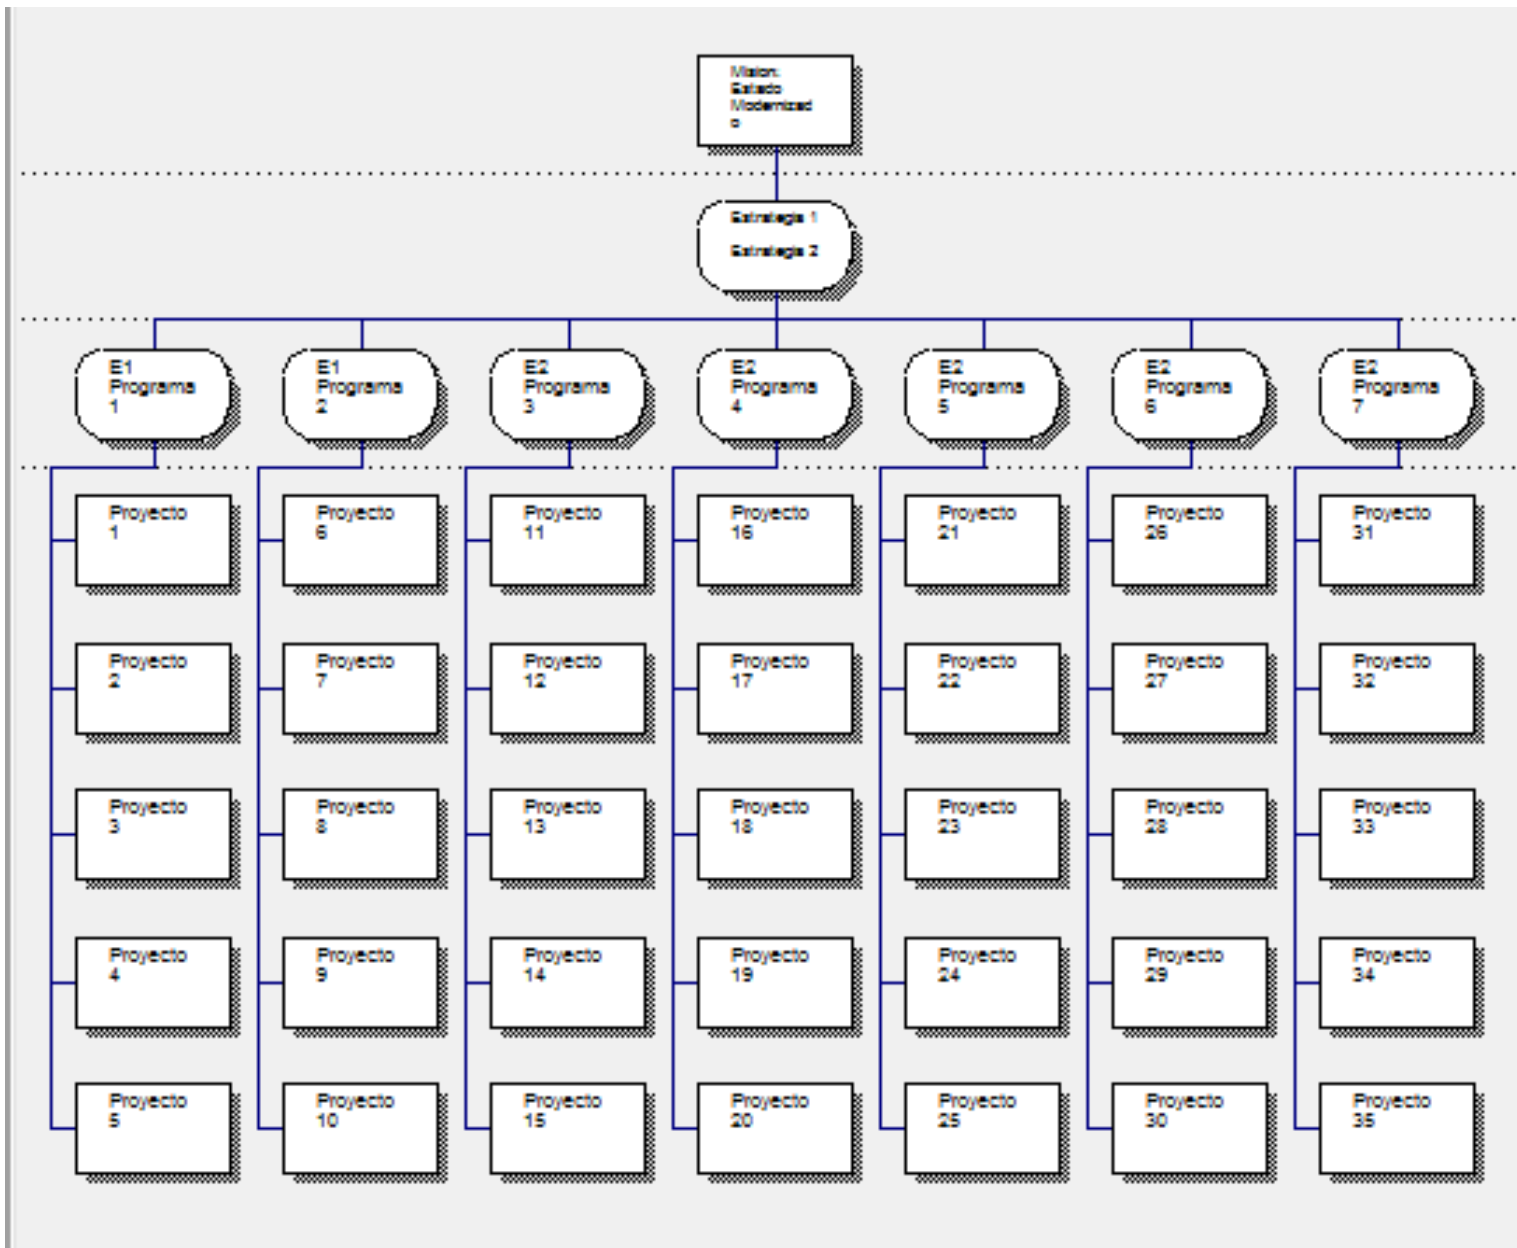 Mision:
Estado
Modernizad
o
Estrategia 1
Estrategia 2
E1
Programa
1
E1
Programa
2
E2
Programa
3
E2
Programa
4
E2
Programa
5
E2
Programa
6
E2
Programa
7
Proyecto
1
Proyecto
6
Proyecto
11
Proyecto
16
Proyecto
21
Proyecto
26
Proyecto
31
Proyecto
2
Proyecto
7
Proyecto
12
Proyecto
17
Proyecto
22
Proyecto
27
Proyecto
32
Proyecto
3
Proyecto
8
Proyecto
13
Proyecto
18
Proyecto
23
Proyecto
28
Proyecto
33
Proyecto
4
Proyecto
9
Proyecto
14
Proyecto
19
Proyecto
24
Proyecto
29
Proyecto
34
Proyecto
5
Proyecto
10
Proyecto
15
Proyecto
20
Proyecto
25
Proyecto
30
Proyecto
35